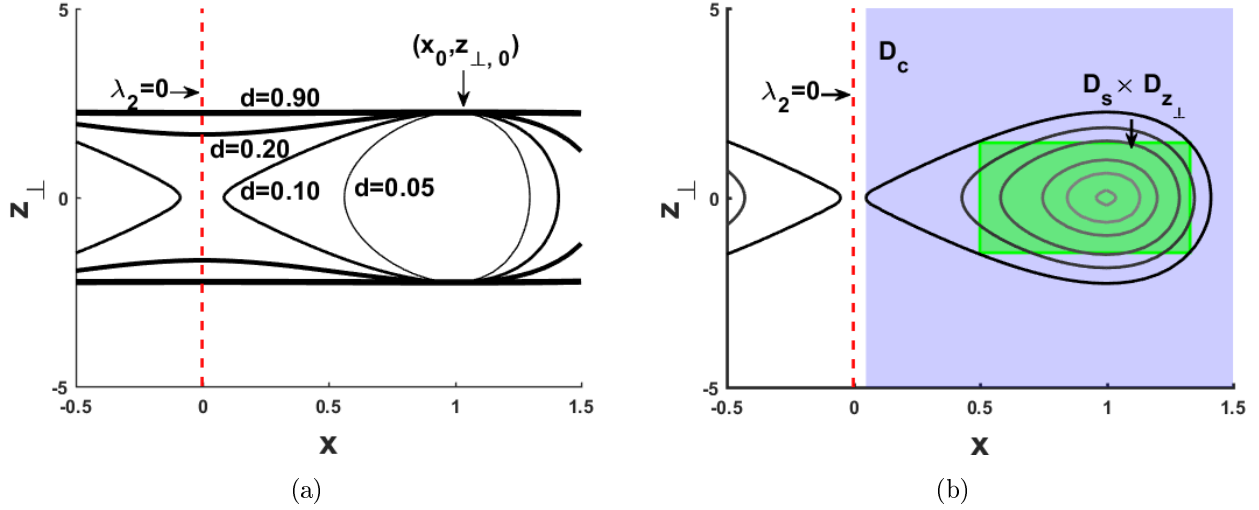 5
(x0,z⊥,0)
λ2=0
d=0.90
d=0.20
d=0.10
d=0.05
z⊥
0
-5
-0.5
0
0.5
1
1.5
x
(a)
5
Dc
Ds × Dz⊥
λ2=0
z⊥
0
-5
-0.5
0
0.5
1
1.5
x
(b)